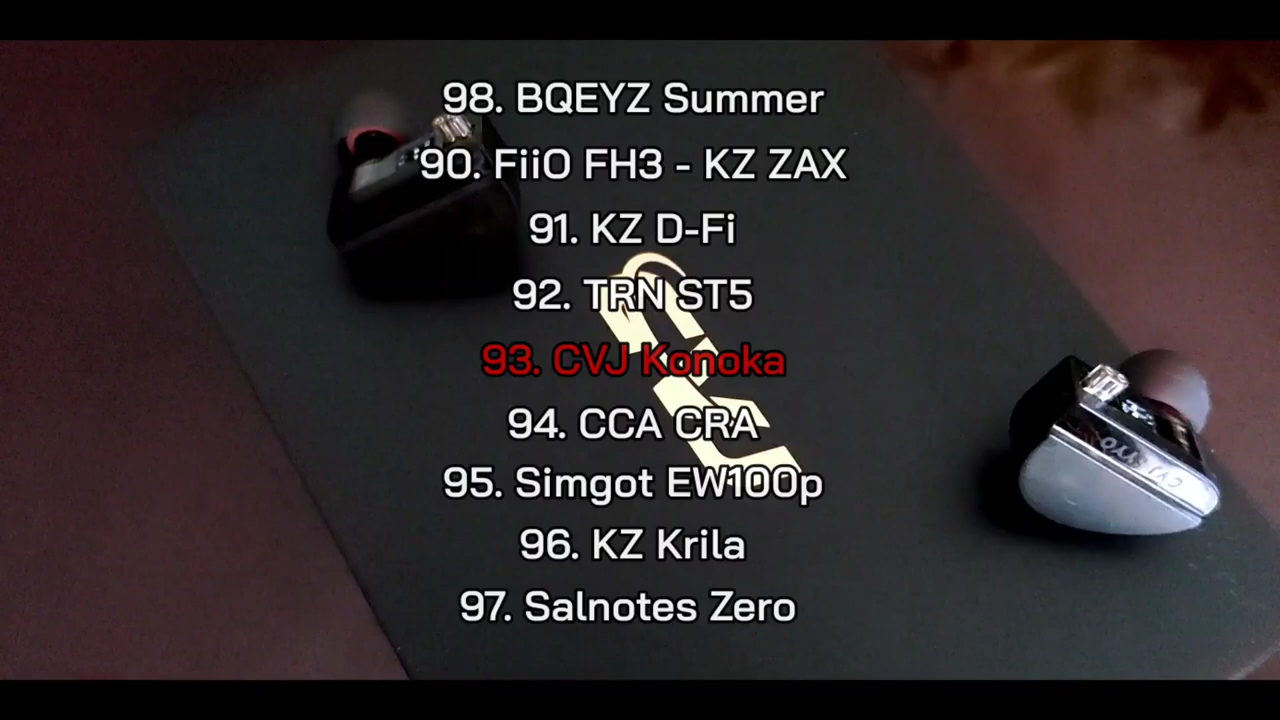 98. BQEYZ Summer
90. FiiO FH3 - KZ ZAX
91. KZ D-Fi
92. TRN ST5
93. CVJ Konoka
94. CCA CRA
95. Simgot EW100p
96. KZ Krila
97. Salnotes Zero
CVJ